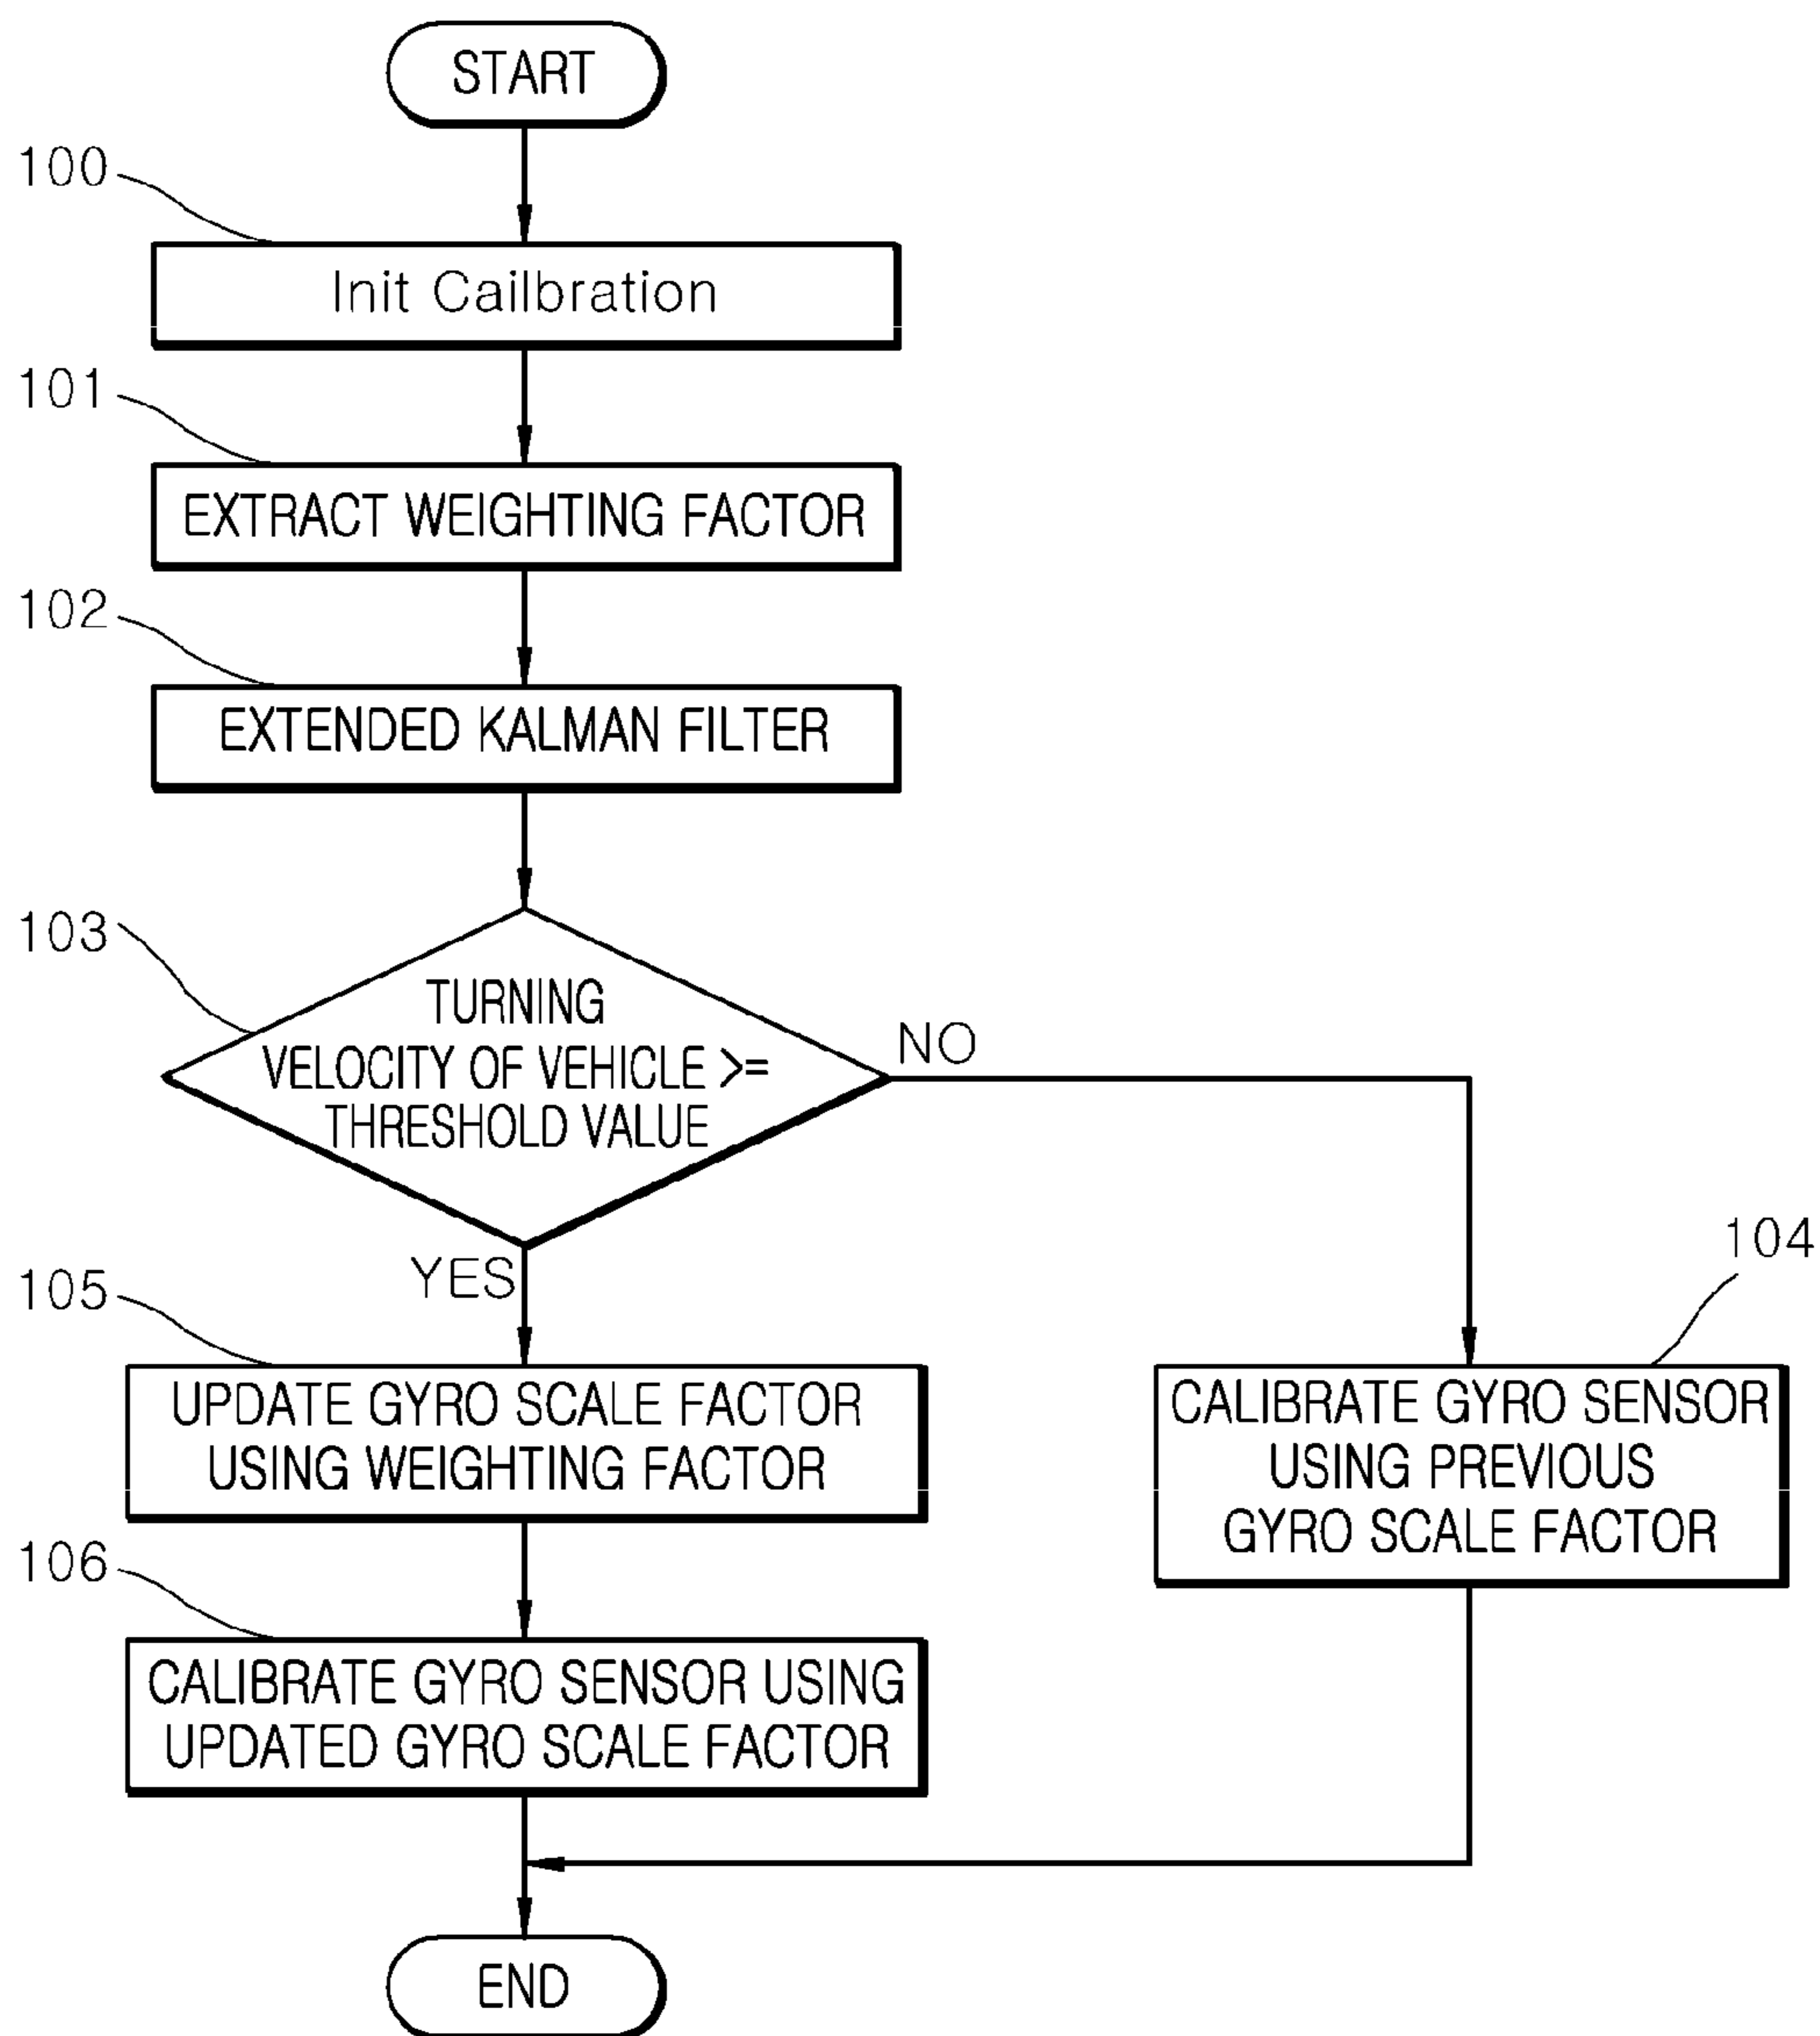 START
100
Init Cailbration
101
EXTRACT WEIGHTING FACTOR
102
EXTENDED KALMAN FILTER
103
TURNING
VELOCITY OF VEHICLE >=
THRESHOLD VALUE
NO
YES
104
105
UPDATE GYRO SCALE FACTOR
USING WEIGHTING FACTOR
CALIBRATE GYRO SENSOR
USING PREVIOUS
GYRO SCALE FACTOR
106
CALIBRATE GYRO SENSOR USING
UPDATED GYRO SCALE FACTOR
END